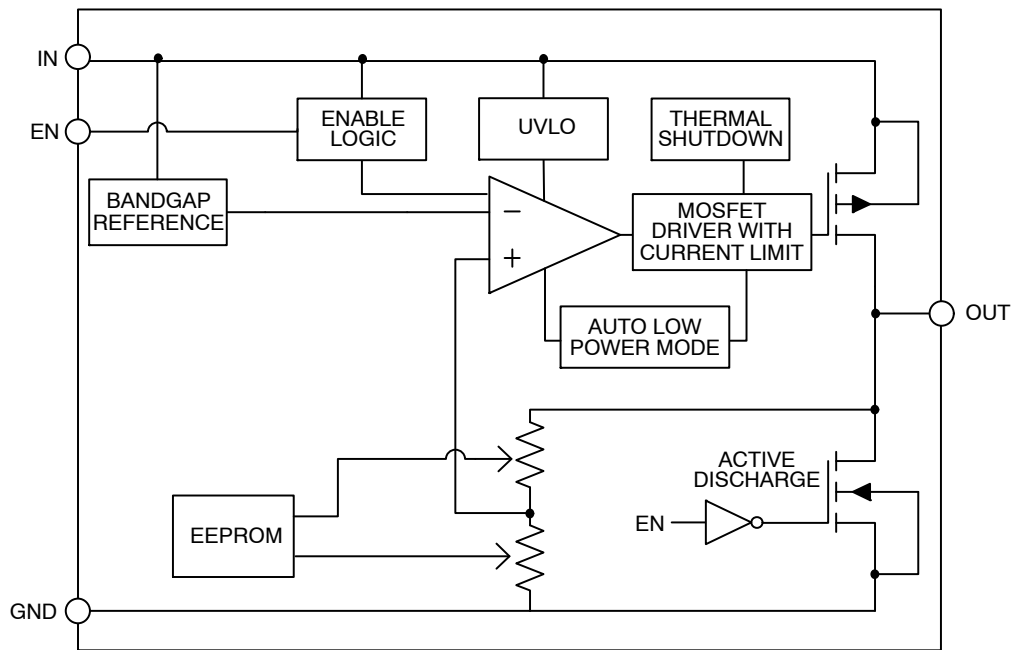 IN
EN
ENABLE
LOGIC
UVLO
THERMAL
SHUTDOWN
BANDGAP
REFERENCE
−
+
MOSFET
DRIVER WITH
CURRENT LIMIT
OUT
AUTO LOW
POWER MODE
ACTIVE
DISCHARGE
EEPROM
EN
GND